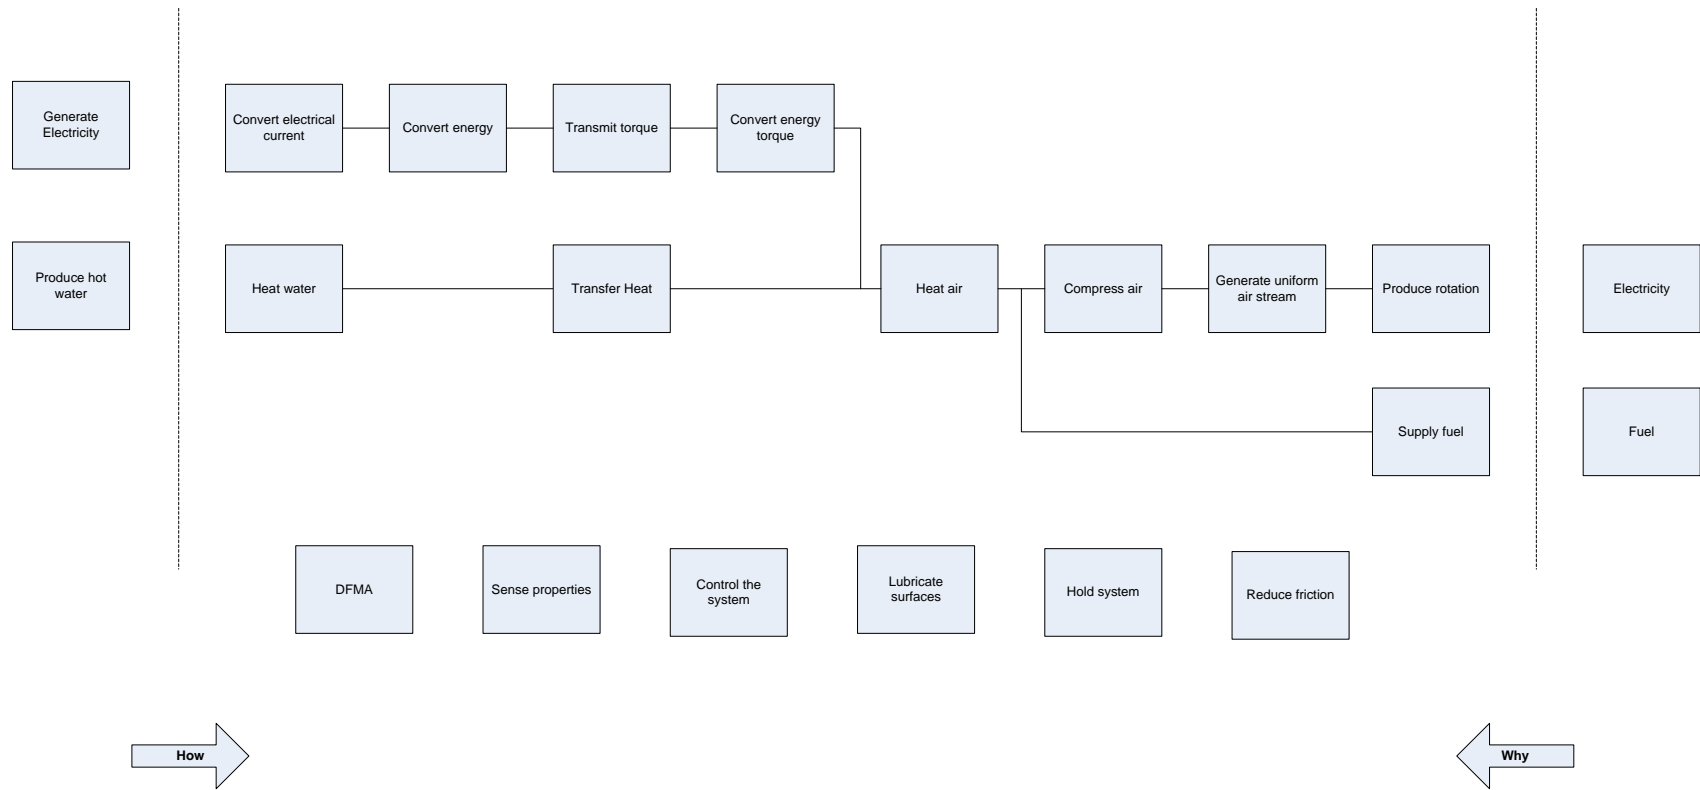 Generate
Electricity
Convert electrical
current
Convert energy
Transmit torque
Convert energy
torque
Produce hot
water
Heat water
Transfer Heat
Heat air
Compress air
Generate uniform
air stream
Produce rotation
Electricity
Supply fuel
Fuel
DFMA
Sense properties
Control the
system
Lubricate
surfaces
Hold system
Reduce friction
How
Why